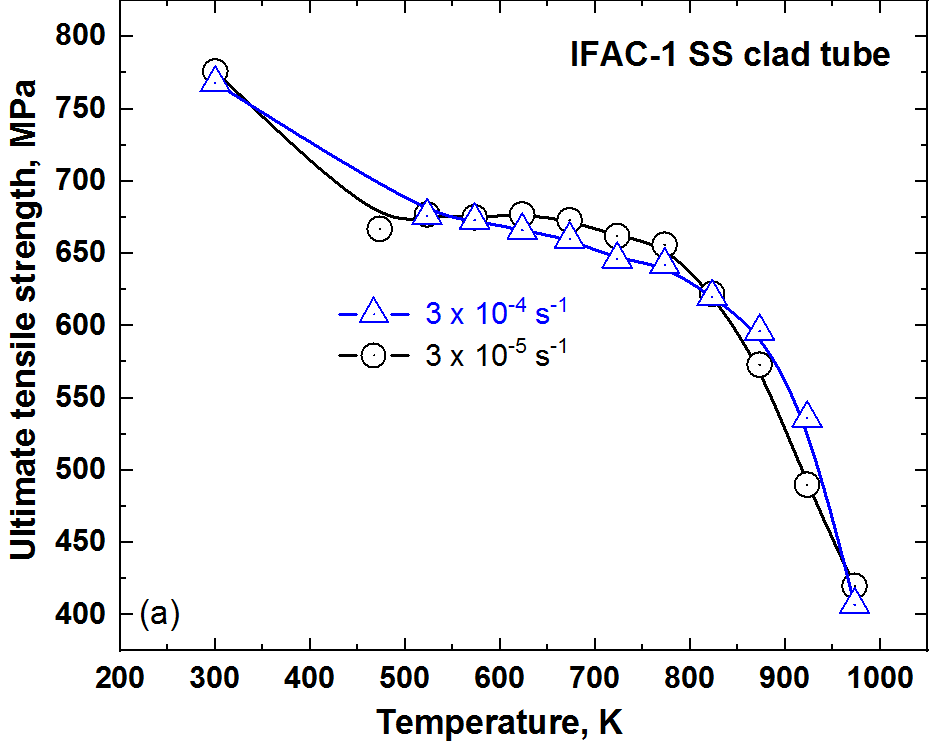 800
750
700
650
600
550
500
450
400
Ultimate tensile strength, MPa
IFAC-1 SS clad tube
3 x 10⁻⁴ s⁻¹
3 x 10⁻⁵ s⁻¹
(a)
200 300 400 500 600 700 800 900 1000
Temperature, K